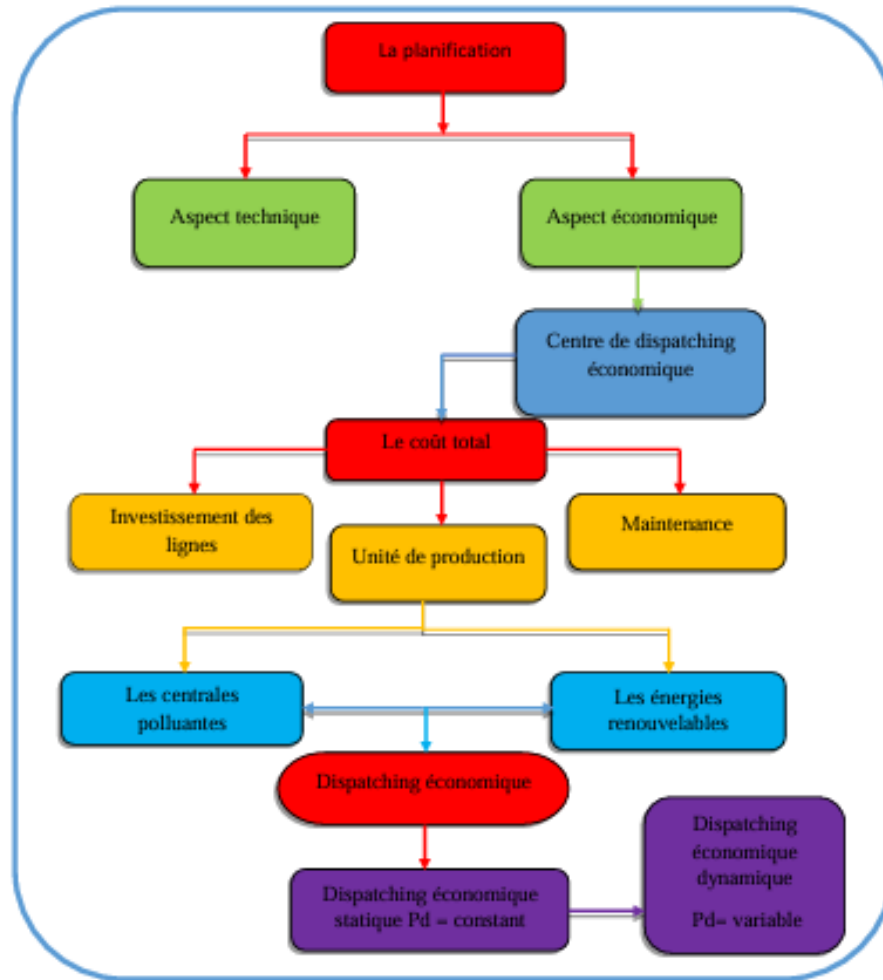 La planification
Aspect technique
Aspect économique
Centre de dispatching
économique
Le coût total
Investissement des
lignes
Unité de production
Maintenance
Les centrales
polluantes
Les énergies
renouvelables
Dispatching économique
Dispatching économique
statique Pd = constant
Dispatching
économique
dynamique
Pd= variable